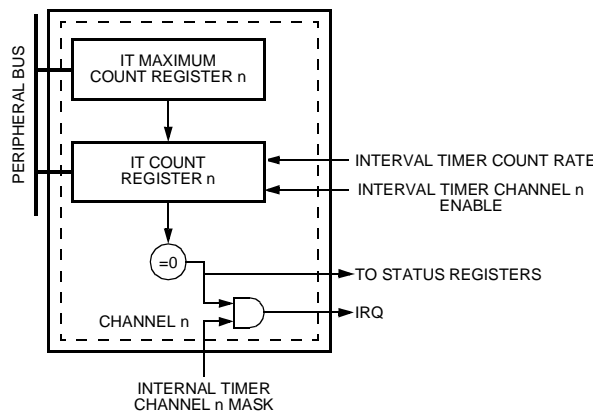 PERIPHERAL BUS
IT MAXIMUM
COUNT REGISTER n
IT COUNT
REGISTER n
INTERVAL TIMER COUNT RATE
INTERVAL TIMER CHANNEL n
ENABLE
=0
TO STATUS REGISTERS
CHANNEL n
IRQ
INTERNAL TIMER
CHANNEL n MASK